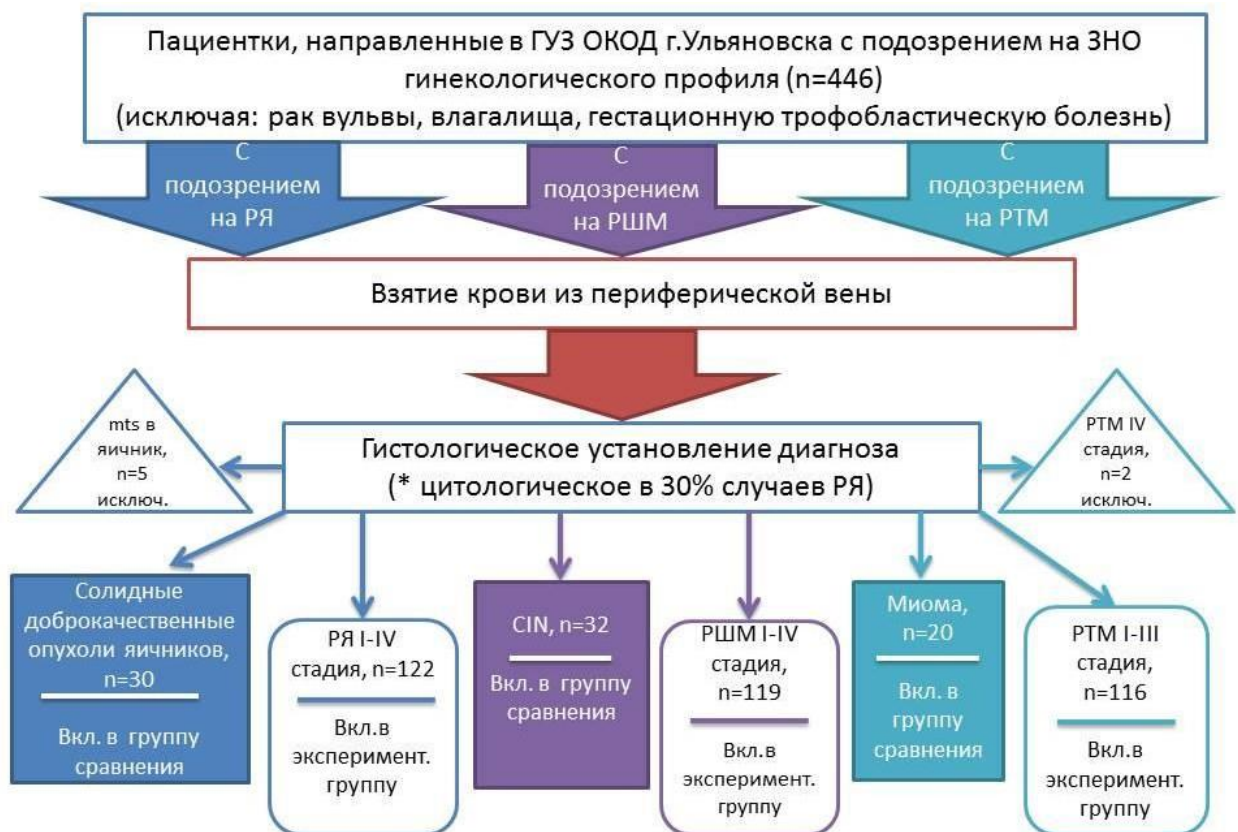 Пациентки, направленные в ГУЗ ОКОД г.Ульяновска с подозрением на ЗНО
гинекологического профиля (n=446)
(исключая: рак вульвы, влагалища, гестационную трофобластическую болезнь)
С
подозрением
на РЯ
С
подозрением
на РШМ
С
подозрением
на РТМ
Взятие крови из периферической вены
mts в
яичник,
n=5
исключ.
Гистологическое установление диагноза
(* цитологическое в 30% случаев РЯ)
РТМ IV
стадия,
n=2
исключ.
Солидные
доброкачественные
опухоли яичников,
n=30
Вкл. в группу
сравнения
РЯ I-IV
стадия, n=122
Вкл.в
эксперимент.
группу
CIN, n=32
Вкл. в группу
сравнения
РШМ I-IV
стадия,
n=119
Вкл.в
эксперимент.
группу
Миома,
n=20
Вкл. в
группу
сравнения
РТМ I-III
стадия,
n=116
Вкл.в
эксперимент.
группу